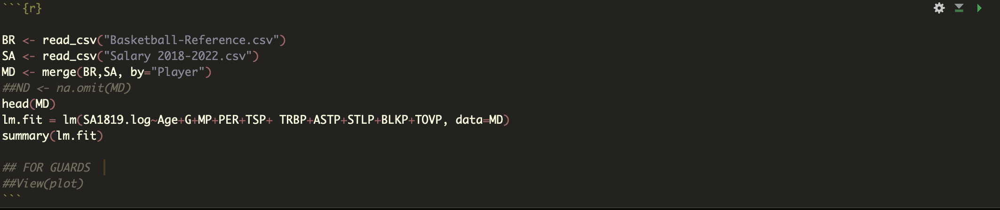 ```{r}
BR <- read_csv("Basketball-Reference.csv")
SA <- read_csv("Salary 2018-2022.csv")
MD <- merge(BR,SA, by="Player")
##ND <- na.omit(MD)
head(MD)
lm.fit = lm(SA1819.log~Age+G+MP+PER+TSP+ TRBP+ASTP+STLP+BLKP+TOVP, data=MD)
summary(lm.fit)
## FOR GUARDS
##View(plot)
```